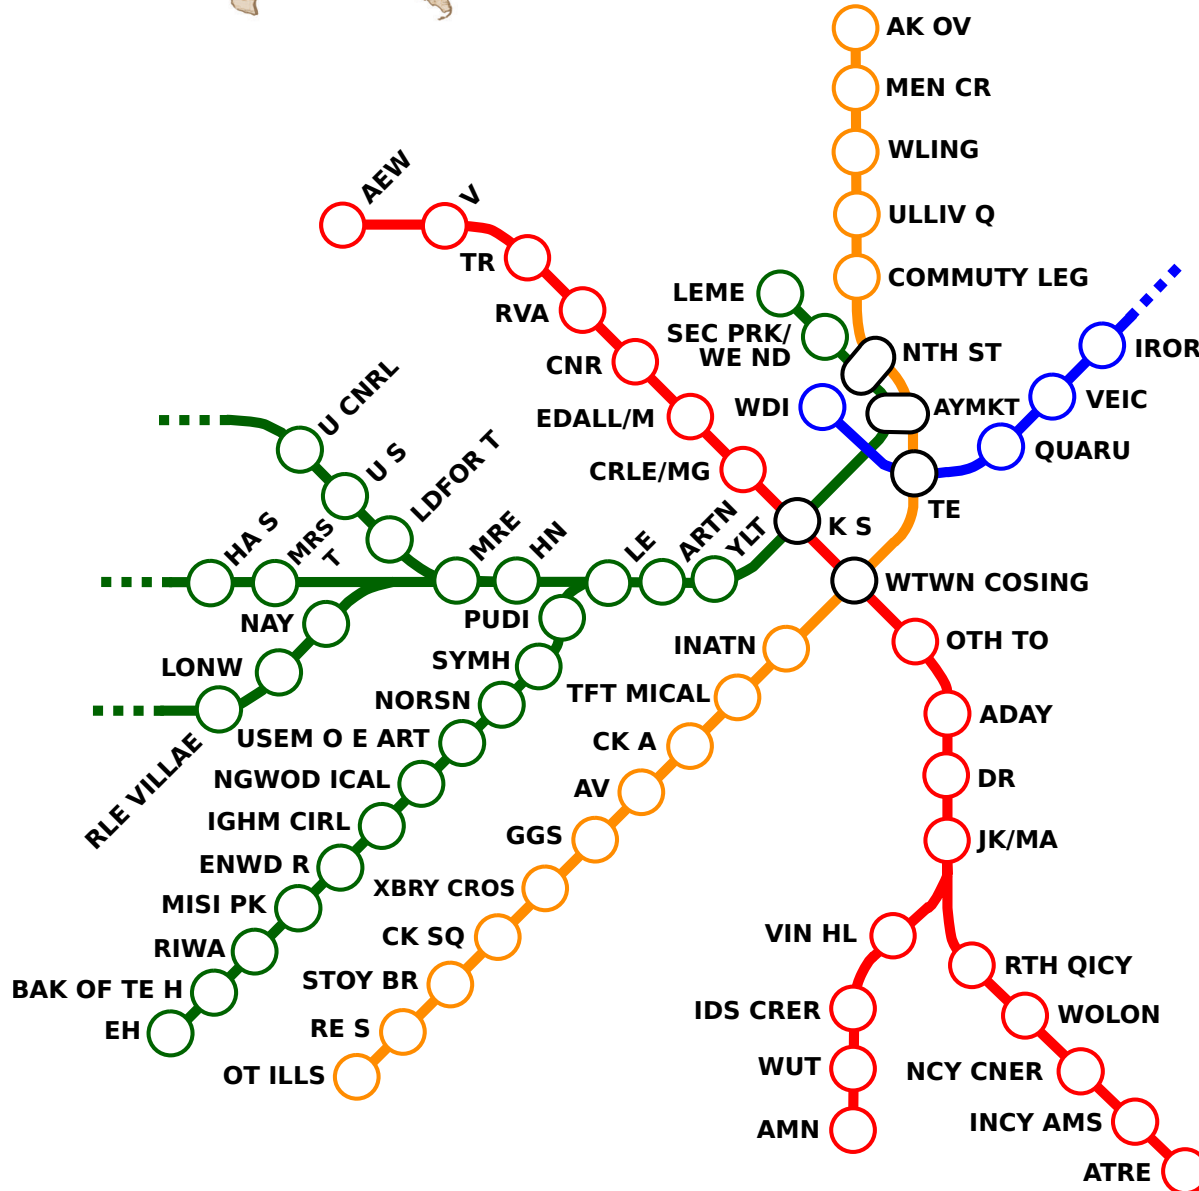 AK OV
MEN CR
WLING
ULLIV Q
COMMUTY LEG
AEW
V
TR
RVA
CNR
EDALL/M
CRLE/MG
LEME
SEC PRK/
WE ND
NTH ST
WDI
AYMKT
IROR
VEIC
QUARU
TE
K S
WTWN COSING
U CNRL
U S
LDFOR T
HA S
MRS
T
MRE
HN
LE
ARTN
YLT
NAY
LONW
RLE VILLAE
PUDI
SYMH
NORSN
USEM O E ART
NGWOD ICAL
IGHM CIRL
ENWD R
MISI PK
RIWA
BAK OF TE H
EH
INATN
TFT MICAL
CK A
AV
GGS
XBRY CROS
CK SQ
STOY BR
RE S
OT ILLS
OTH TO
ADAY
DR
JK/MA
VIN HL
IDS CRER
WUT
AMN
RTH QICY
WOLON
NCY CNER
INCY AMS
ATRE